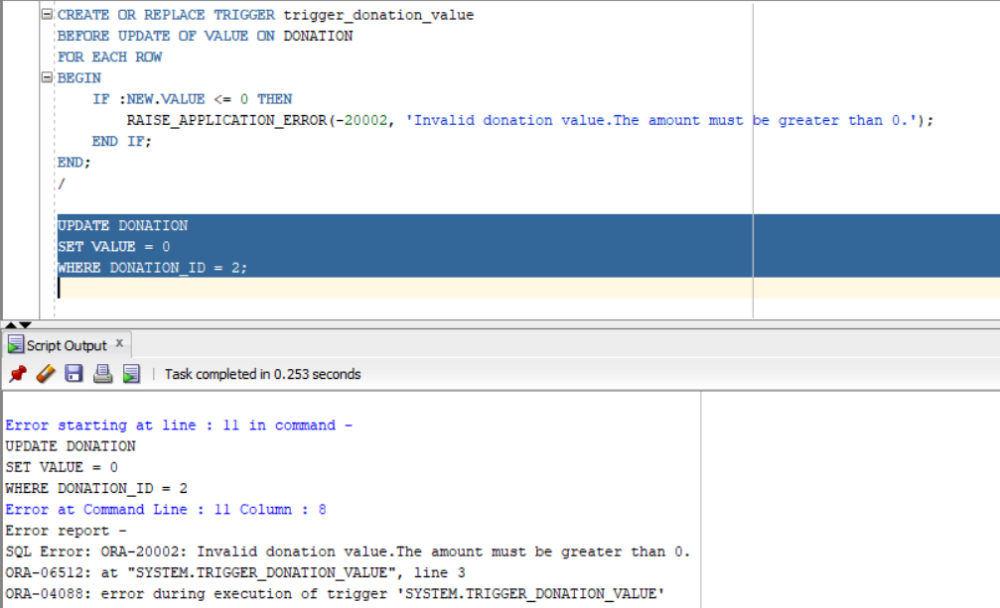 CREATE OR REPLACE TRIGGER trigger_donation_value
BEFORE UPDATE OF VALUE ON DONATION
FOR EACH ROW
BEGIN
    IF :NEW.VALUE <= 0 THEN
        RAISE_APPLICATION_ERROR(-20002, 'Invalid donation value.The amount must be greater than 0.');
    END IF;
END;
/
UPDATE DONATION
SET VALUE = 0
WHERE DONATION_ID = 2;
Script Output x
Task completed in 0.253 seconds
Error starting at line : 11 in command -
UPDATE DONATION
SET VALUE = 0
WHERE DONATION_ID = 2
Error at Command Line : 11 Column : 8
Error report -
SQL Error: ORA-20002: Invalid donation value.The amount must be greater than 0.
ORA-06512: at "SYSTEM.TRIGGER_DONATION_VALUE", line 3
ORA-04088: error during execution of trigger 'SYSTEM.TRIGGER_DONATION_VALUE'